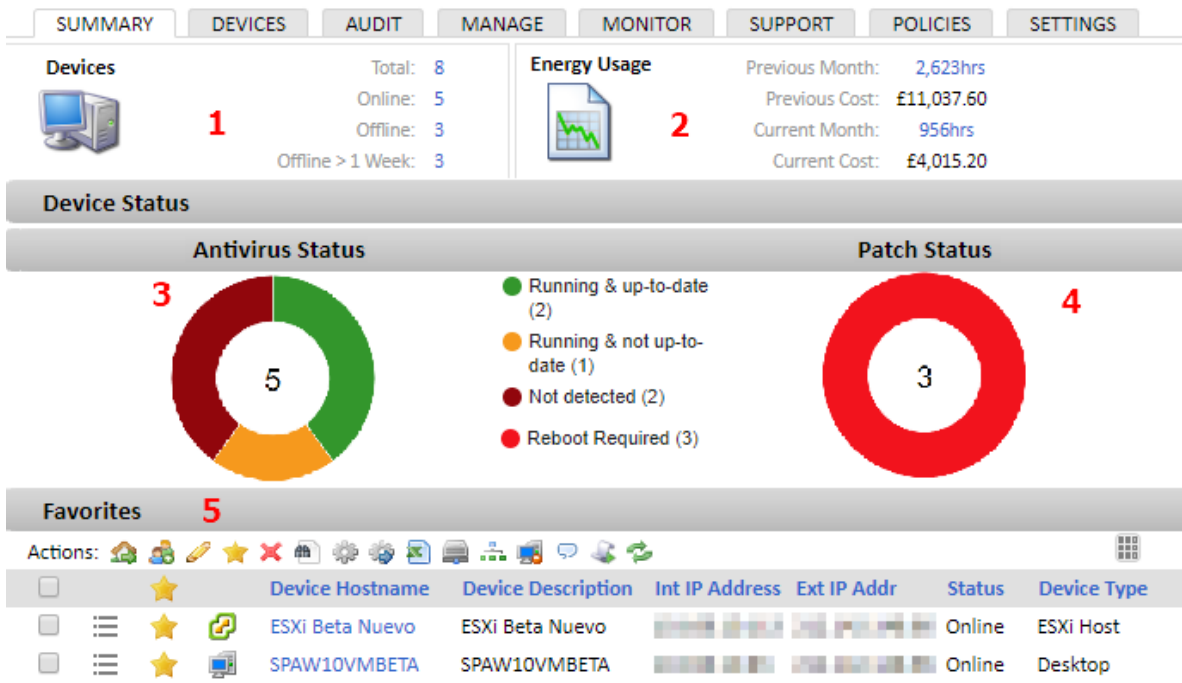 SUMMARY DEVICES AUDIT MANAGE MONITOR SUPPORT POLICIES SETTINGS
Devices
Total: 8
Online: 5
Offline: 3
Offline > 1 Week: 3
1
Energy Usage
Previous Month: 2,623hrs
Previous Cost: £11,037.60
Current Month: 956hrs
Current Cost: £4,015.20
2
Device Status
Antivirus Status Patch Status
3
5
Running & up-to-date
(2)
Running & not up-to-
date (1)
Not detected (2)
Reboot Required (3)
4
3
Favorites 5
Actions:
Device Hostname Device Description Int IP Address Ext IP Addr Status Device Type
ESXi Beta Nuevo ESXi Beta Nuevo Online ESXi Host
SPAW10VMBETA SPAW10VMBETA Online Desktop